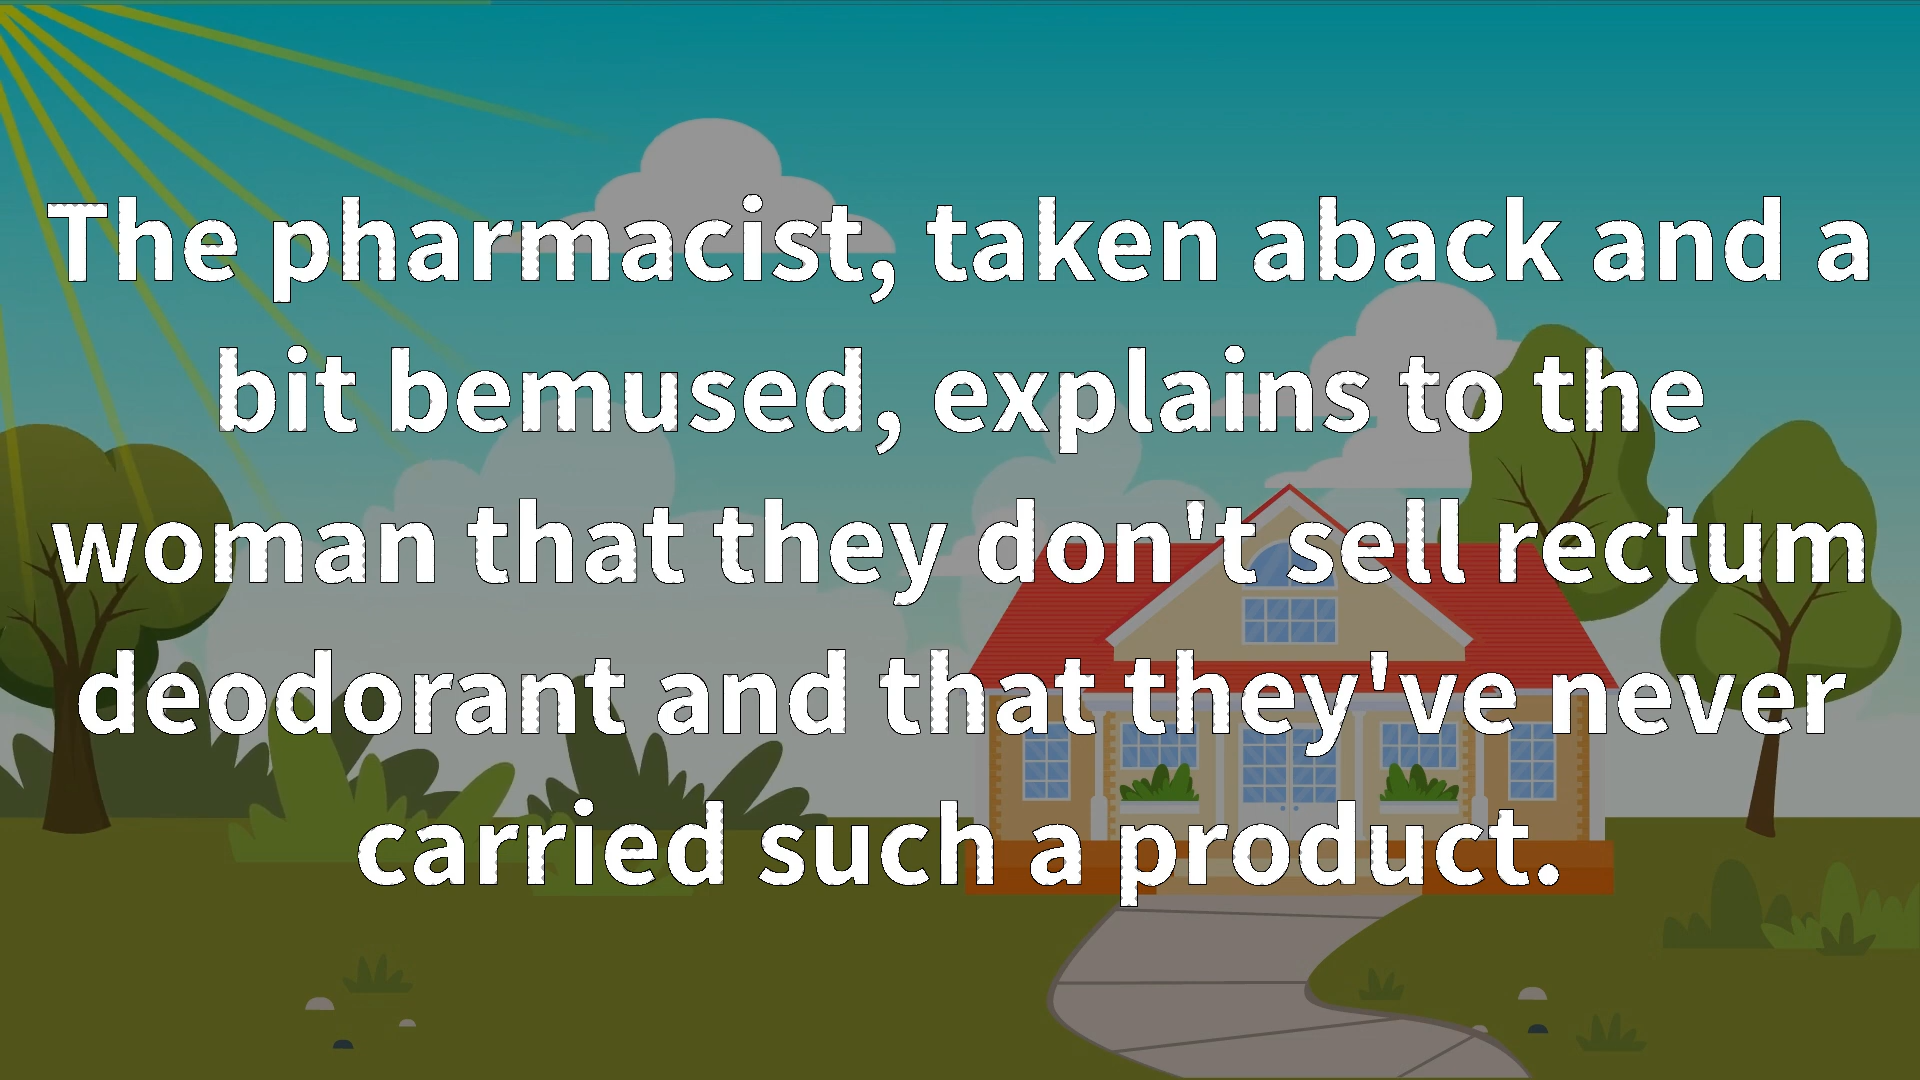 The pharmacist, taken aback and a
bit bemused, explains to the
woman that they don't sell rectum
deodorant and that they've never
carried such a product.